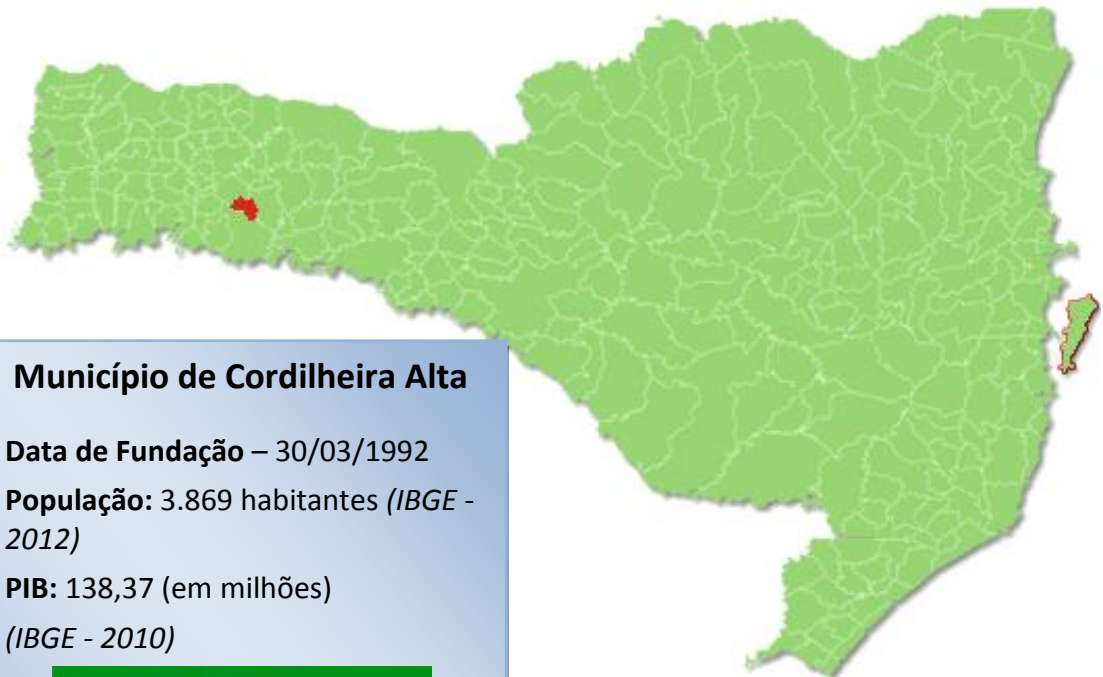 Município de Cordilheira Alta
Data de Fundação – 30/03/1992
População: 3.869 habitantes (IBGE -
2012)
PIB: 138,37 (em milhões)
(IBGE - 2010)